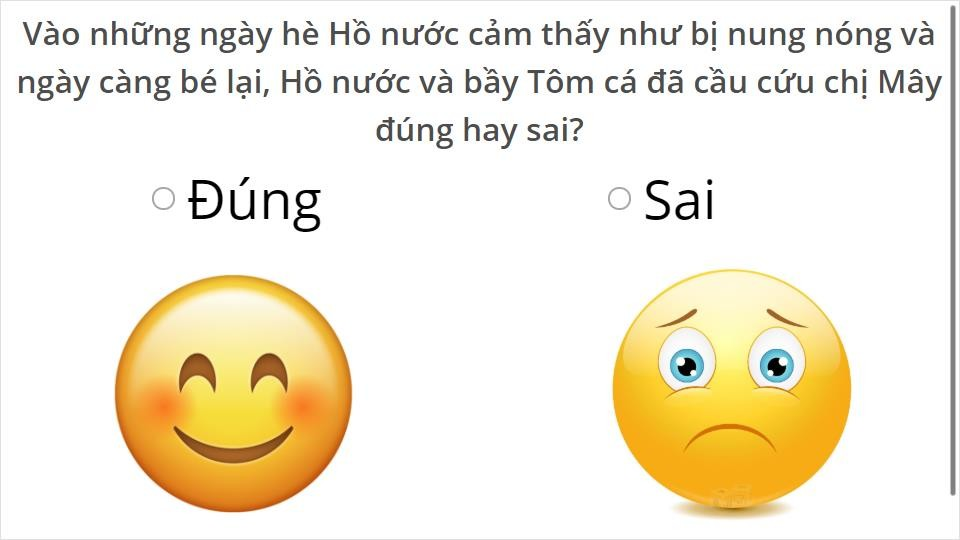 Vào những ngày hè Hồ nước cảm thấy như bị nung nóng và
ngày càng bé lại, Hồ nước và bầy Tôm cá đã cầu cứu chị Mây
đúng hay sai?
Đúng
Sai